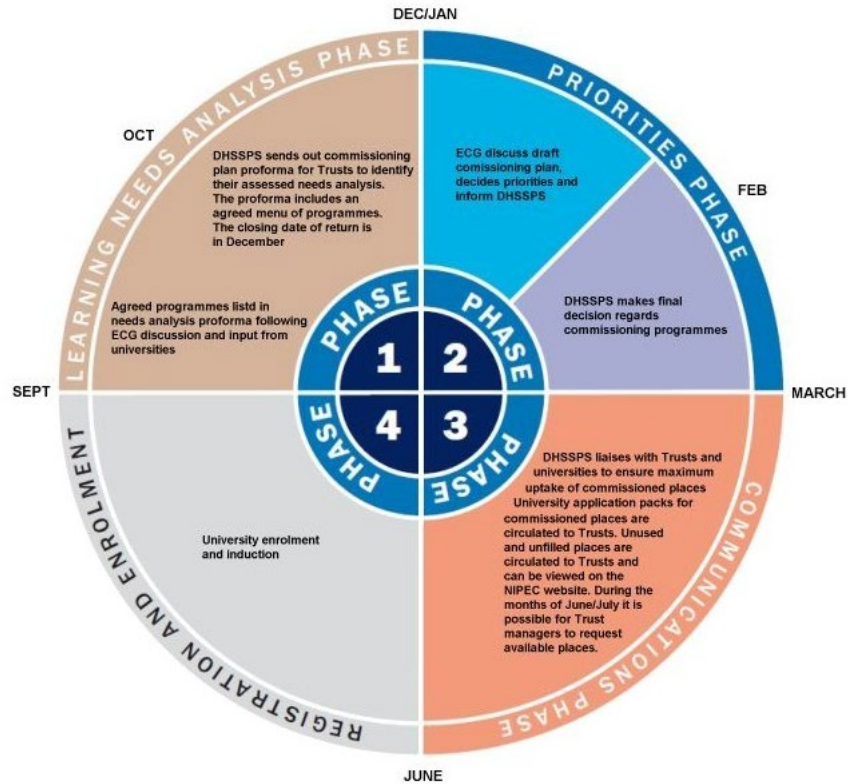 DEC/JAN
LEARNING NEEDS ANALYSIS PHASE
PRIORITIES PHASE
OCT
DHSSPS sends out commissioning
plan proforma for Trusts to identify
their assessed needs analysis.
The proforma includes an
agreed menu of programmes.
The closing date of return is
in December
ECG discuss draft
comissioning plan,
decides priorities and
inform DHSSPS
FEB
Agreed programmes listd in
needs analysis proforma following
ECG discussion and input from
universities
DHSSPS makes final
decision regards
commissioning programmes
PHASE
1
PHASE
2
SEPT
MARCH
PHASE
4
PHASE
3
University enrolment
and induction
DHSSPS liaises with Trusts and
universities to ensure maximum
uptake of commissioned places
University application packs for
commissioned places are
circulated to Trusts. Unused
and unfilled places are
circulated to Trusts and
can be viewed on the
NIPEC website. During the
months of June/July it is
possible for Trust
managers to request
available places.
REGISTRATION AND ENROLMENT
COMMUNICATIONS PHASE
JUNE